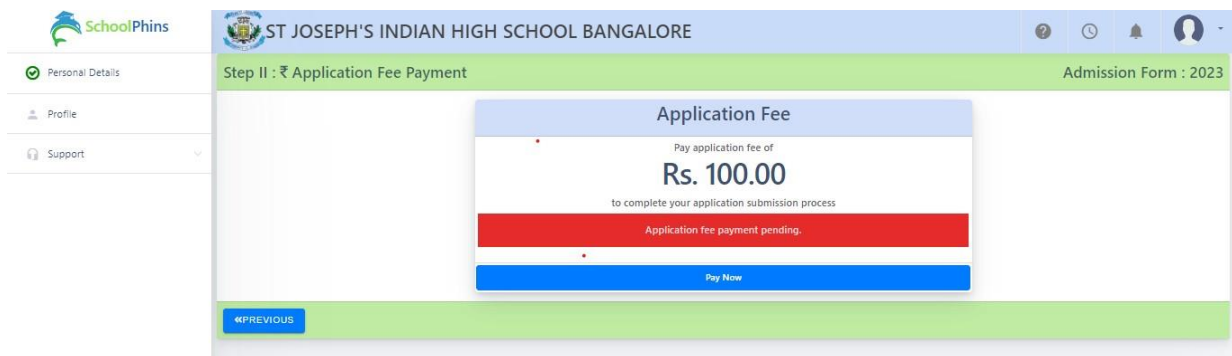 SchoolPhins
ST JOSEPH'S INDIAN HIGH SCHOOL BANGALORE
Personal Details
Profile
Support
Step II : ₹ Application Fee Payment
Admission Form : 2023
Application Fee
Pay application fee of
Rs. 100.00
to complete your application submission process
Application fee payment pending.
Pay Now
«PREVIOUS